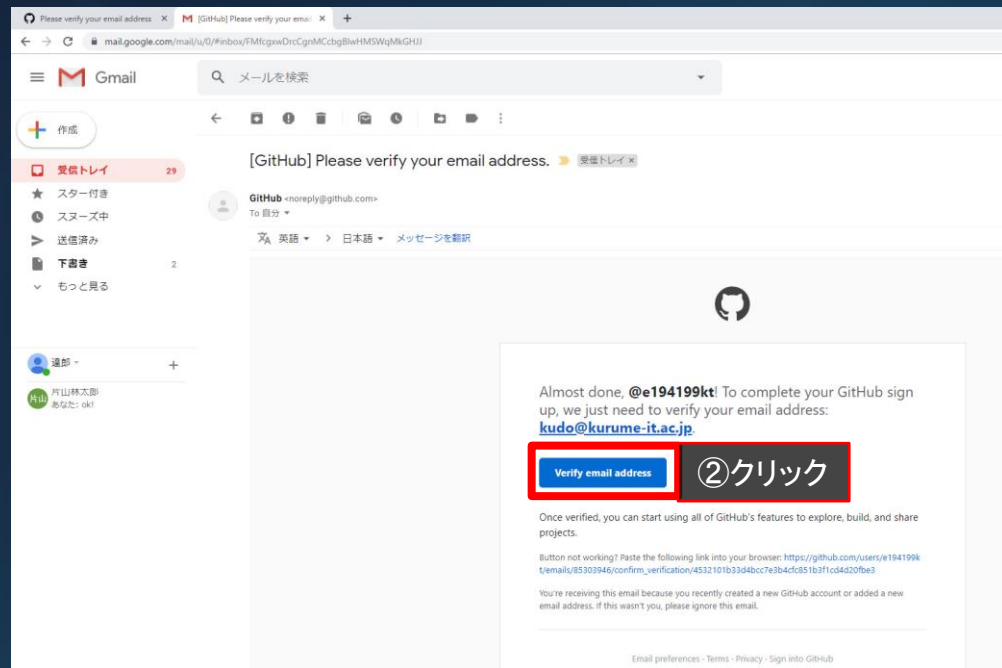 Please verify your email address
[GitHub] Please verify your emai
mail.google.com/mail/u/0/#inbox/FMfcgxwDrcCgnMCcbgBlwHMSWqMkGHJJ
Gmail
メールを検索
作成
[GitHub] Please verify your email address.
受信トレイ ×
受信トレイ 29
スター付き
スヌーズ中
送信済み
下書き 2
もっと見る
GitHub <noreply@github.com>
To 自分
英語 > 日本語 メッセージを翻訳
達郎
片山
片山林太郎
あなた: ok!
Almost done, @e194199kt! To complete your GitHub sign
up, we just need to verify your email address:
kudo@kurume-it.ac.jp.
Verify email address
②クリック
Once verified, you can start using all of GitHub's features to explore, build, and share
projects.
Button not working? Paste the following link into your browser: https://github.com/users/e194199k
t/emails/85303946/confirm_verification/4532101b33d4bcc7e3b4cfc851b3f1cd4d20fbe3
You're receiving this email because you recently created a new GitHub account or added a new
email address. If this wasn't you, please ignore this email.
Email preferences · Terms · Privacy · Sign into GitHub